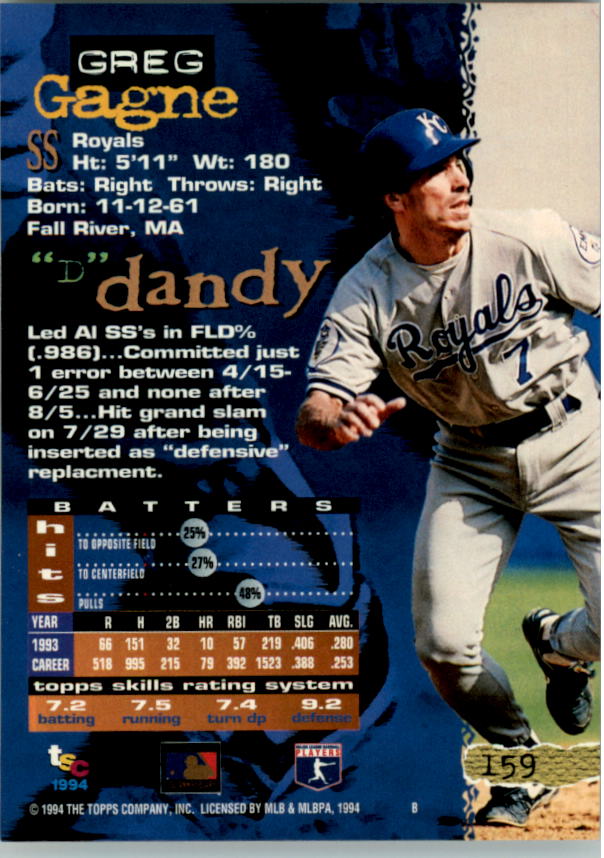 GREG
Gagne
SS
Royals
Ht: 5'11" Wt: 180
Bats: Right Throws: Right
Born: 11-12-61
Fall River, MA
"D" dandy
Led Al SS's in FLD%
(.986)...Committed just
1 error between 4/15-
6/25 and none after
8/5...Hit grand slam
on 7/29 after being
inserted as "defensive"
replacment.
BATTERS
hits
TO OPPOSITE FIELD 25%
TO CENTERFIELD 27%
PULLS 48%
YEAR R H 2B HR RBI TB SLG AVG.
1993 66 151 32 10 57 219 .406 .280
CAREER 518 995 215 79 392 1523 .388 .253
topps skills rating system
7.2 7.5 7.4 9.2
batting running turn dp defense
tsc
1994
MAJOR LEAGUE BASEBALL
PLAYERS
© 1994 THE TOPPS COMPANY, INC. LICENSED BY MLB & MLBPA, 1994 B
KC
Royals
7
159